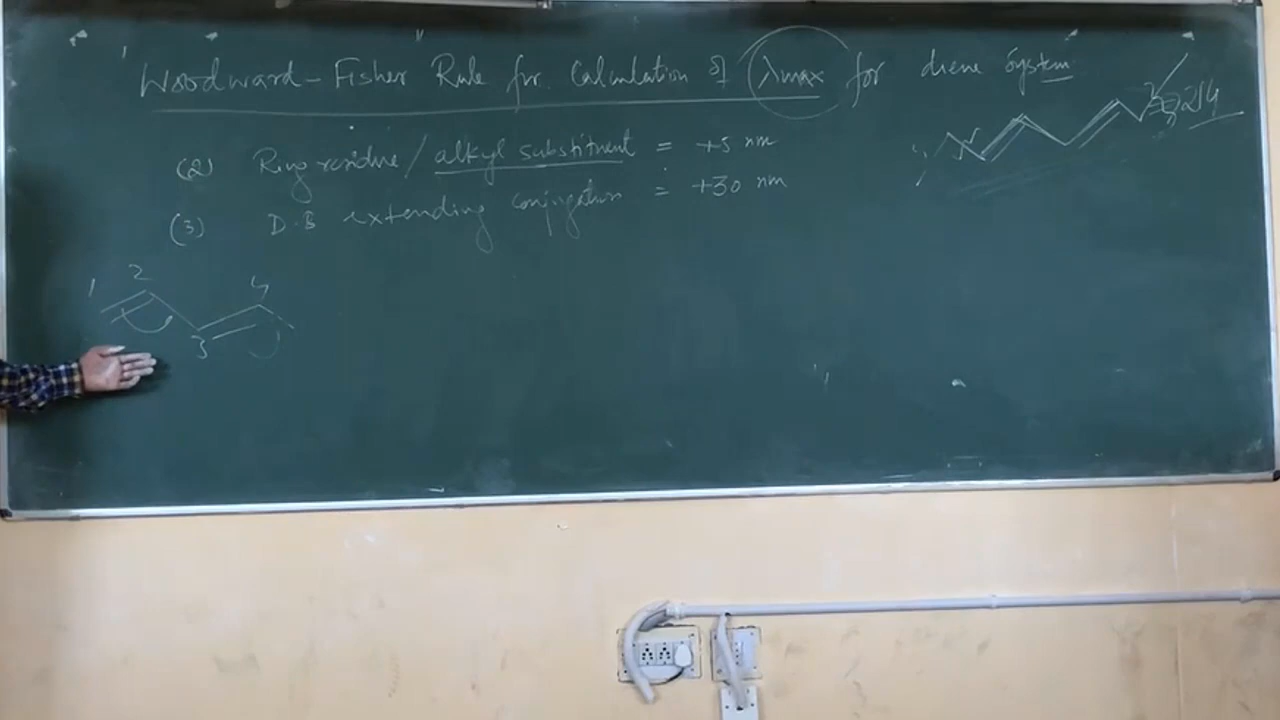 Woodward-Fisher Rule for Calculation of λmax for diene System
214
(2) Ring residue / alkyl substituent = +5 nm
(3) D.B extending conjugation = +30 nm
1 2 3 4